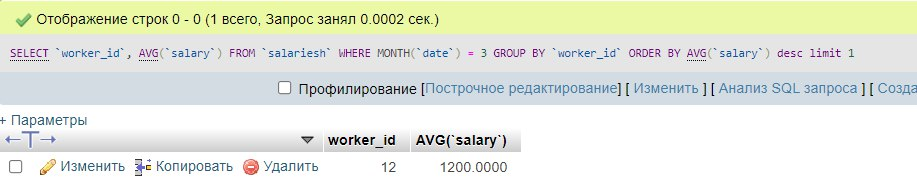 Отображение строк 0 - 0 (1 всего, Запрос занял 0.0002 сек.)
SELECT `worker_id`, AVG(`salary`) FROM `salariesh` WHERE MONTH(`date`) = 3 GROUP BY `worker_id` ORDER BY AVG(`salary`) desc limit 1
Профилирование [Построчное редактирование] [ Изменить ] [ Анализ SQL запроса ] [ Созда
+ Параметры
←T→ worker_id AVG(`salary`)
Изменить Копировать Удалить 12 1200.0000